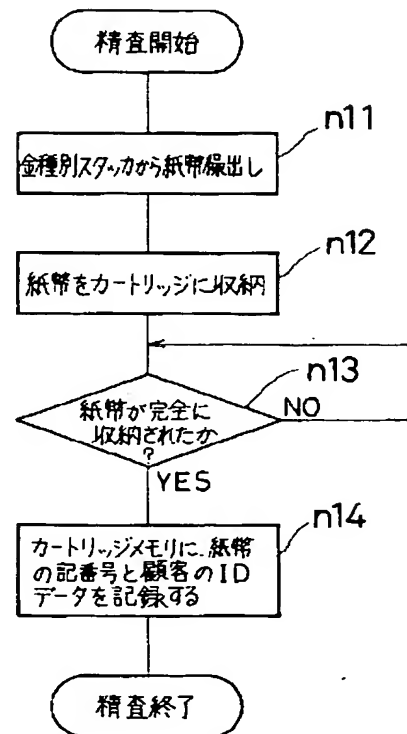 精査開始
n11
金種別スタッカから紙幣繰出し
n12
紙幣をカートリッジに収納
n13
紙幣が完全に
収納されたか
?
NO
YES
n14
カートリッジメモリに、紙幣
の記番号と顧客のID
データを記録する
精査終了